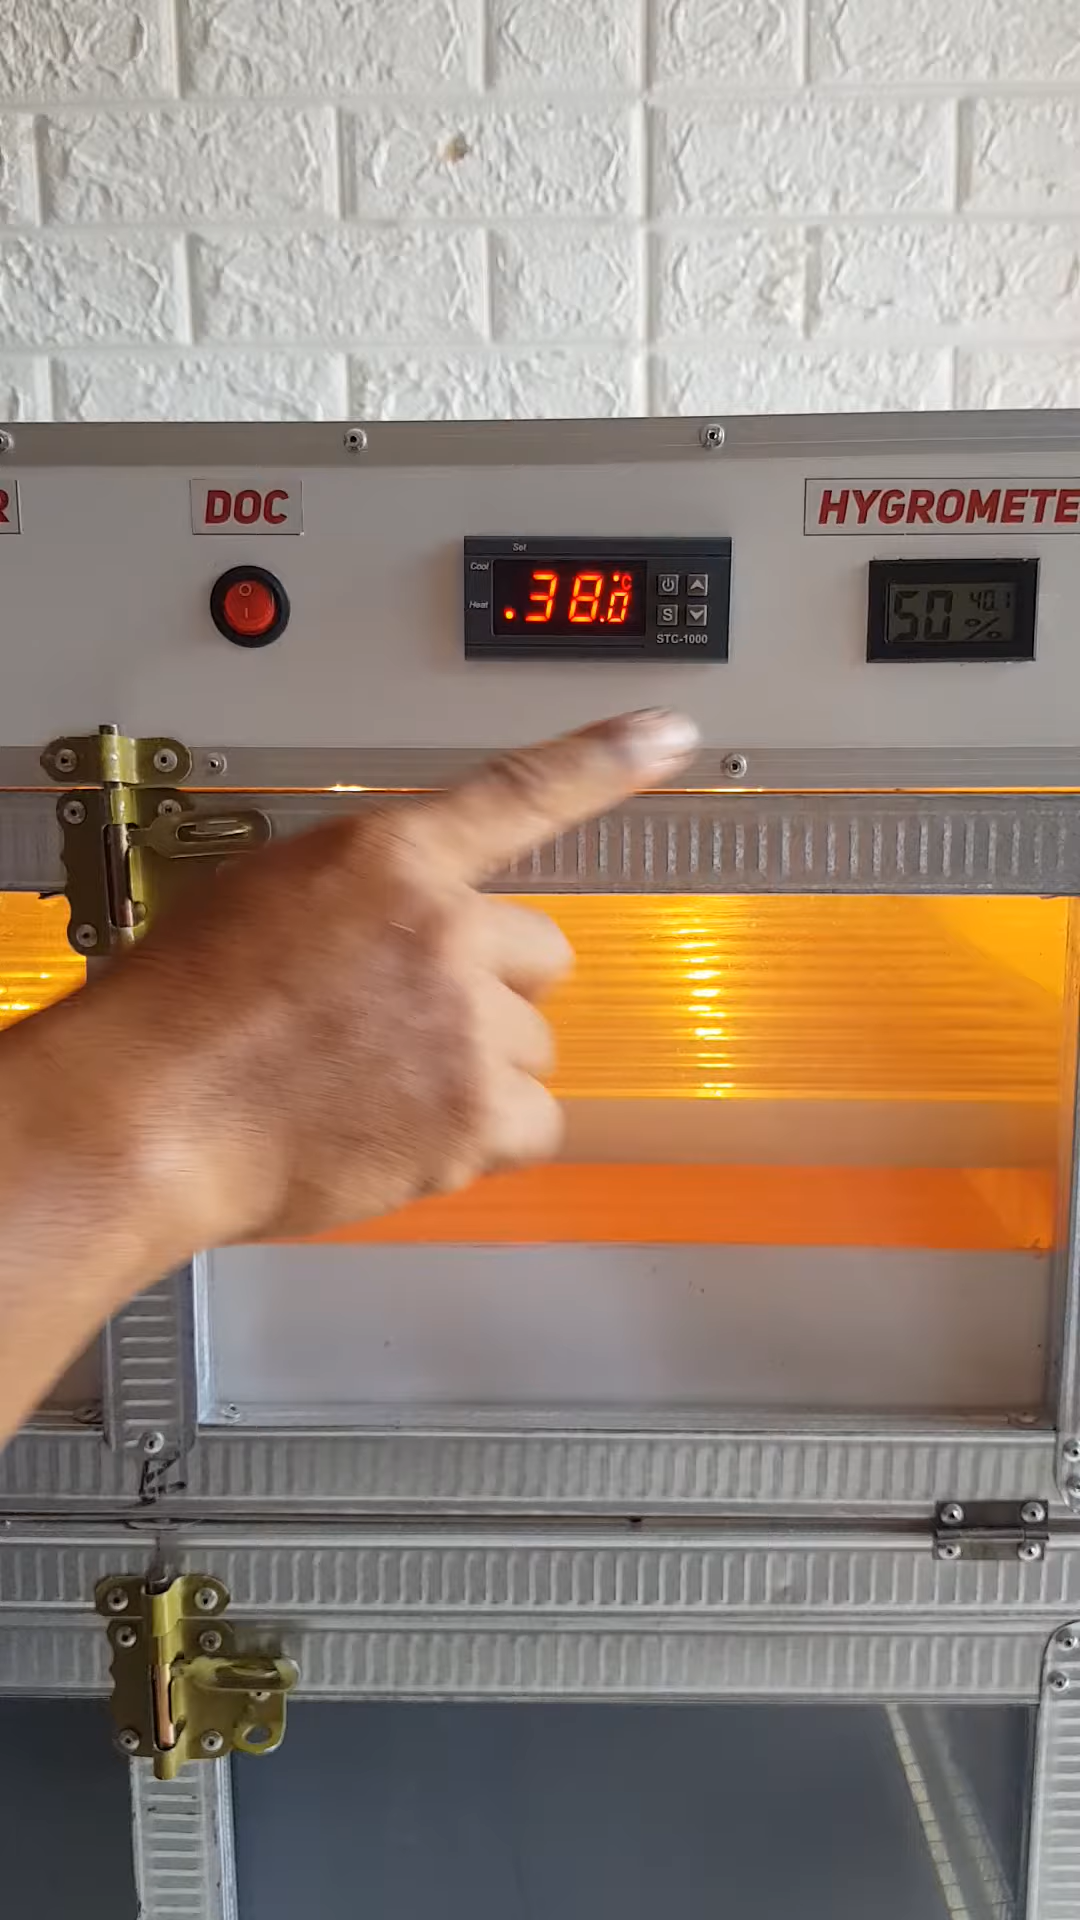 R
DOC
HYGROMETE
Set
Cool
Heat
.38.0 °C
S
STC-1000
50 %
40.1
O
I